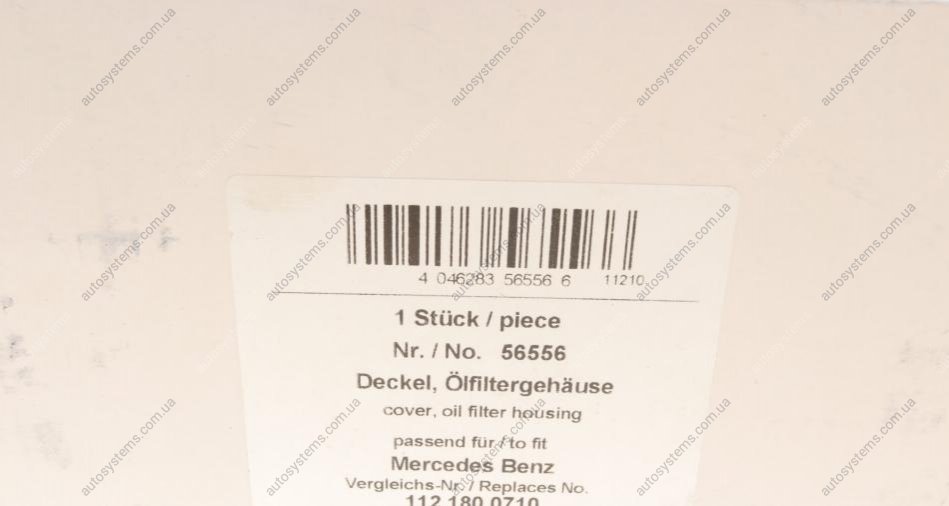 4 046283 56556 6 11210
1 Stück / piece
Nr. / No. 56556
Deckel, Ölfiltergehäuse
cover, oil filter housing
passend für / to fit
Mercedes Benz
Vergleichs-Nr. / Replaces No.
112 180 0710
autosystems.com.ua